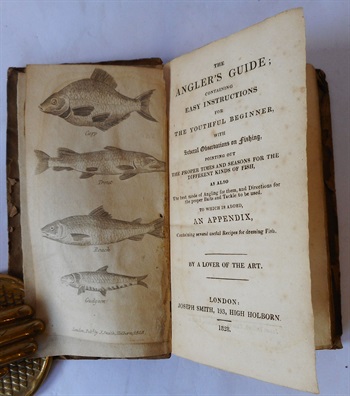 Carp
Trout
Gudgeon
THE
ANGLER'S GUIDE;
CONTAINING
EASY INSTRUCTIONS
FOR
THE YOUTHFUL BEGINNER,
WITH
Several Observations on Fishing,
POINTING OUT
THE PROPER TIMES AND SEASONS FOR THE
DIFFERENT KINDS OF FISH,
AS ALSO
The best mode of Angling for them, and Directions for
the proper Baits and Tackle to be used.
TO WHICH IS ADDED,
AN APPENDIX,
Containing several useful Recipes for dressing Fish.
BY A LOVER OF THE ART.
LONDON:
JOSEPH SMITH, 193, HIGH HOLBORN.
1828.